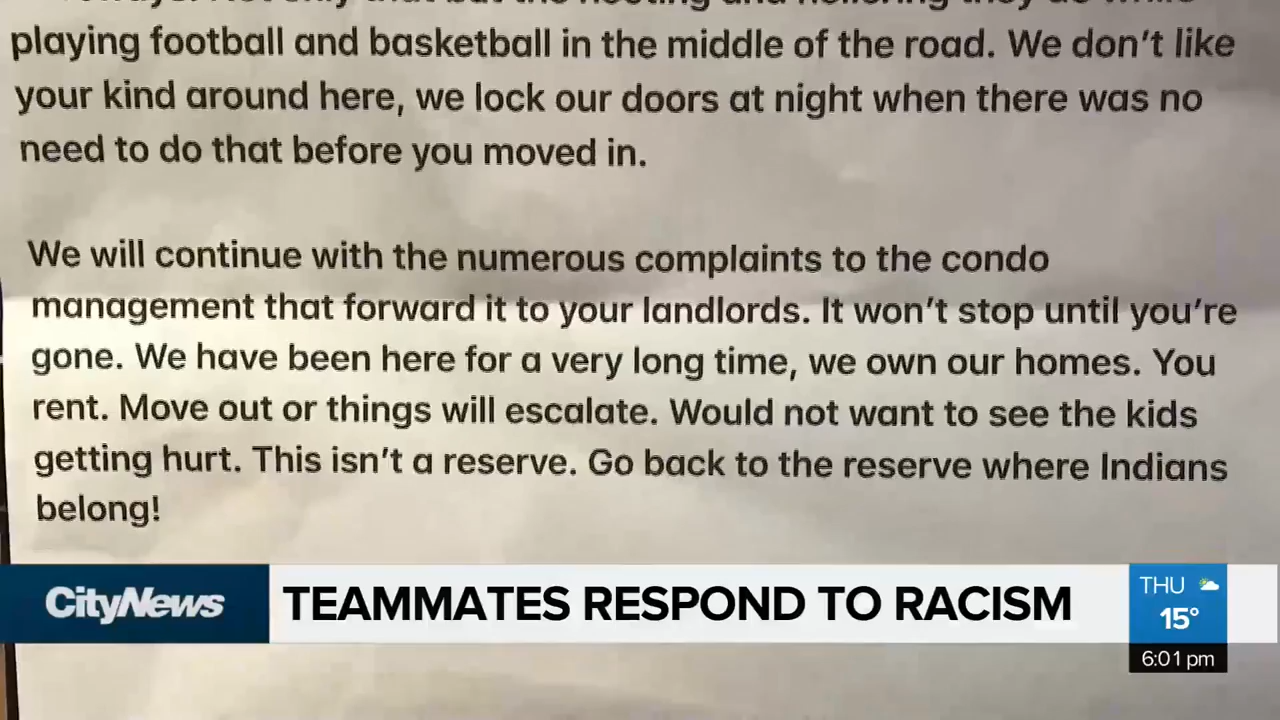 playing football and basketball in the middle of the road. We don't like
your kind around here, we lock our doors at night when there was no
need to do that before you moved in.
We will continue with the numerous complaints to the condo
management that forward it to your landlords. It won't stop until you're
gone. We have been here for a very long time, we own our homes. You
rent. Move out or things will escalate. Would not want to see the kids
getting hurt. This isn't a reserve. Go back to the reserve where Indians
belong!
CityNews
TEAMMATES RESPOND TO RACISM
THU
15°
6:01 pm